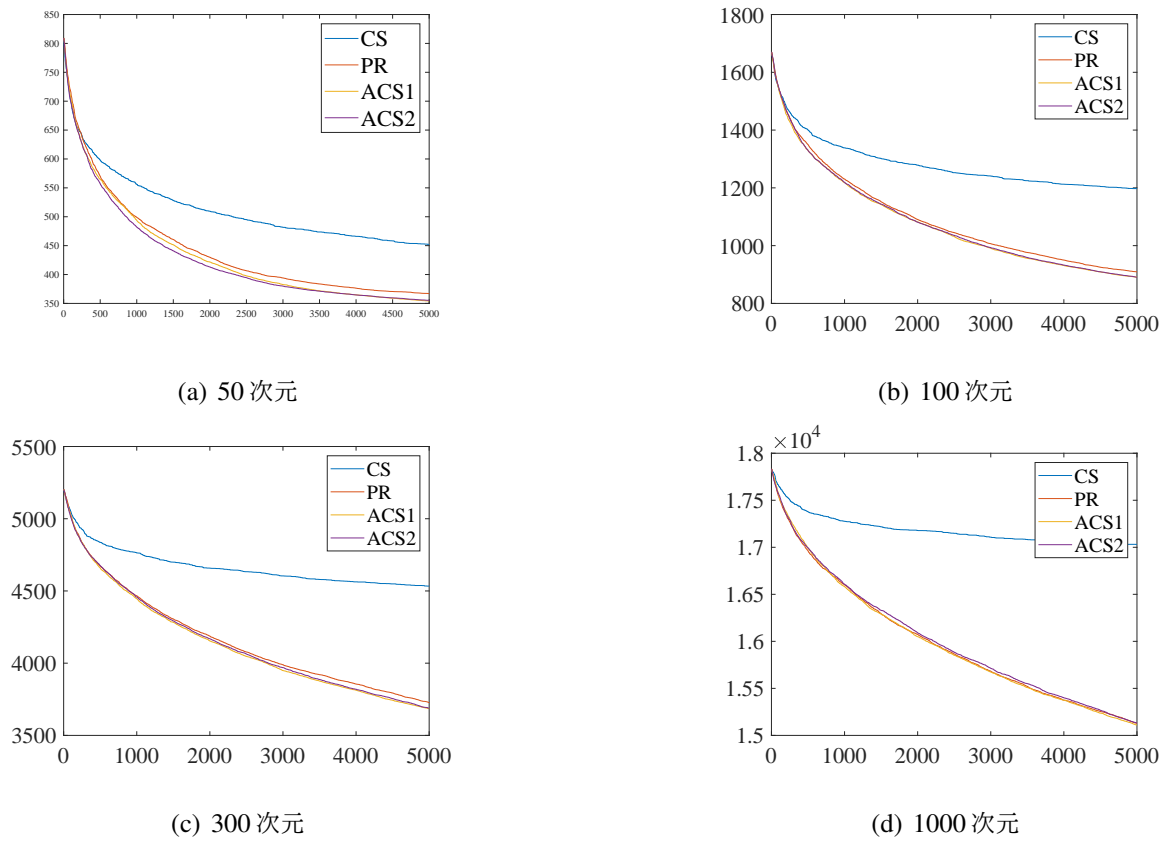 850
800
750
700
650
600
550
500
450
400
350
0 500 1000 1500 2000 2500 3000 3500 4000 4500 5000
CS
PR
ACS1
ACS2
(a) 50 次元
1800
1600
1400
1200
1000
800
0 1000 2000 3000 4000 5000
CS
PR
ACS1
ACS2
(b) 100 次元
5500
5000
4500
4000
3500
0 1000 2000 3000 4000 5000
CS
PR
ACS1
ACS2
(c) 300 次元
×10⁴
1.8
1.75
1.7
1.65
1.6
1.55
1.5
0 1000 2000 3000 4000 5000
CS
PR
ACS1
ACS2
(d) 1000 次元